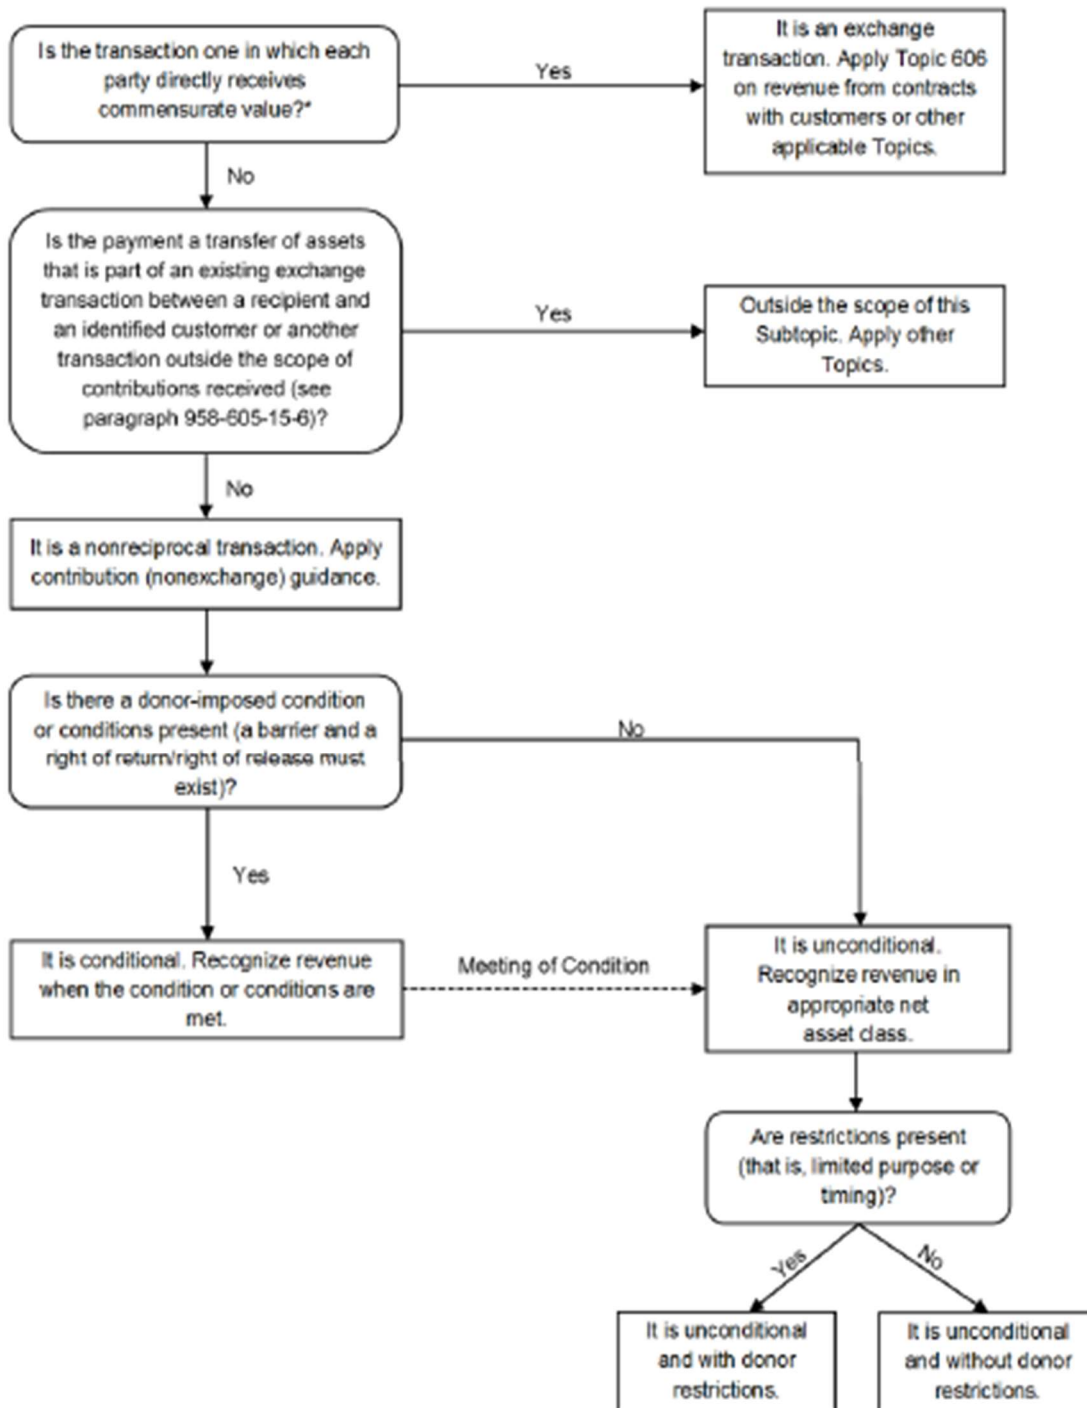 Is the transaction one in which each
party directly receives
commensurate value?*
Yes
It is an exchange
transaction. Apply Topic 606
on revenue from contracts
with customers or other
applicable Topics.
No
Is the payment a transfer of assets
that is part of an existing exchange
transaction between a recipient and
an identified customer or another
transaction outside the scope of
contributions received (see
paragraph 958-605-15-6)?
Yes
Outside the scope of this
Subtopic. Apply other
Topics.
No
It is a nonreciprocal transaction. Apply
contribution (nonexchange) guidance.
Is there a donor-imposed condition
or conditions present (a barrier and a
right of return/right of release must
exist)?
No
Yes
It is conditional. Recognize revenue
when the condition or conditions are
met.
Meeting of Condition
It is unconditional.
Recognize revenue in
appropriate net
asset class.
Are restrictions present
(that is, limited purpose or
timing)?
Yes
No
It is unconditional
and with donor
restrictions.
It is unconditional
and without donor
restrictions.